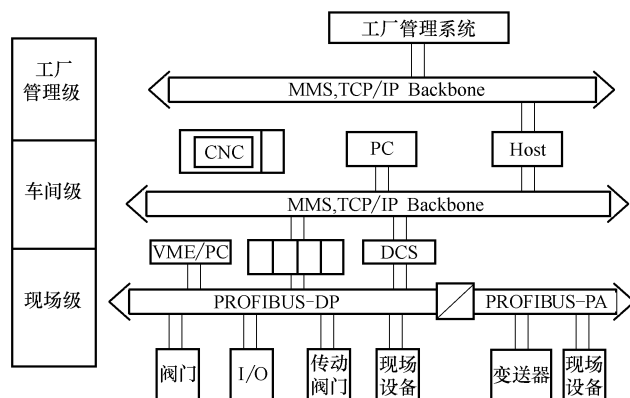 工厂管理系统
工厂
管理级
MMS,TCP/IP Backbone
CNC
PC
Host
车间级
MMS,TCP/IP Backbone
VME/PC
DCS
现场级
PROFIBUS-DP
PROFIBUS-PA
阀门
I/O
传动
阀门
现场
设备
变送器
现场
设备